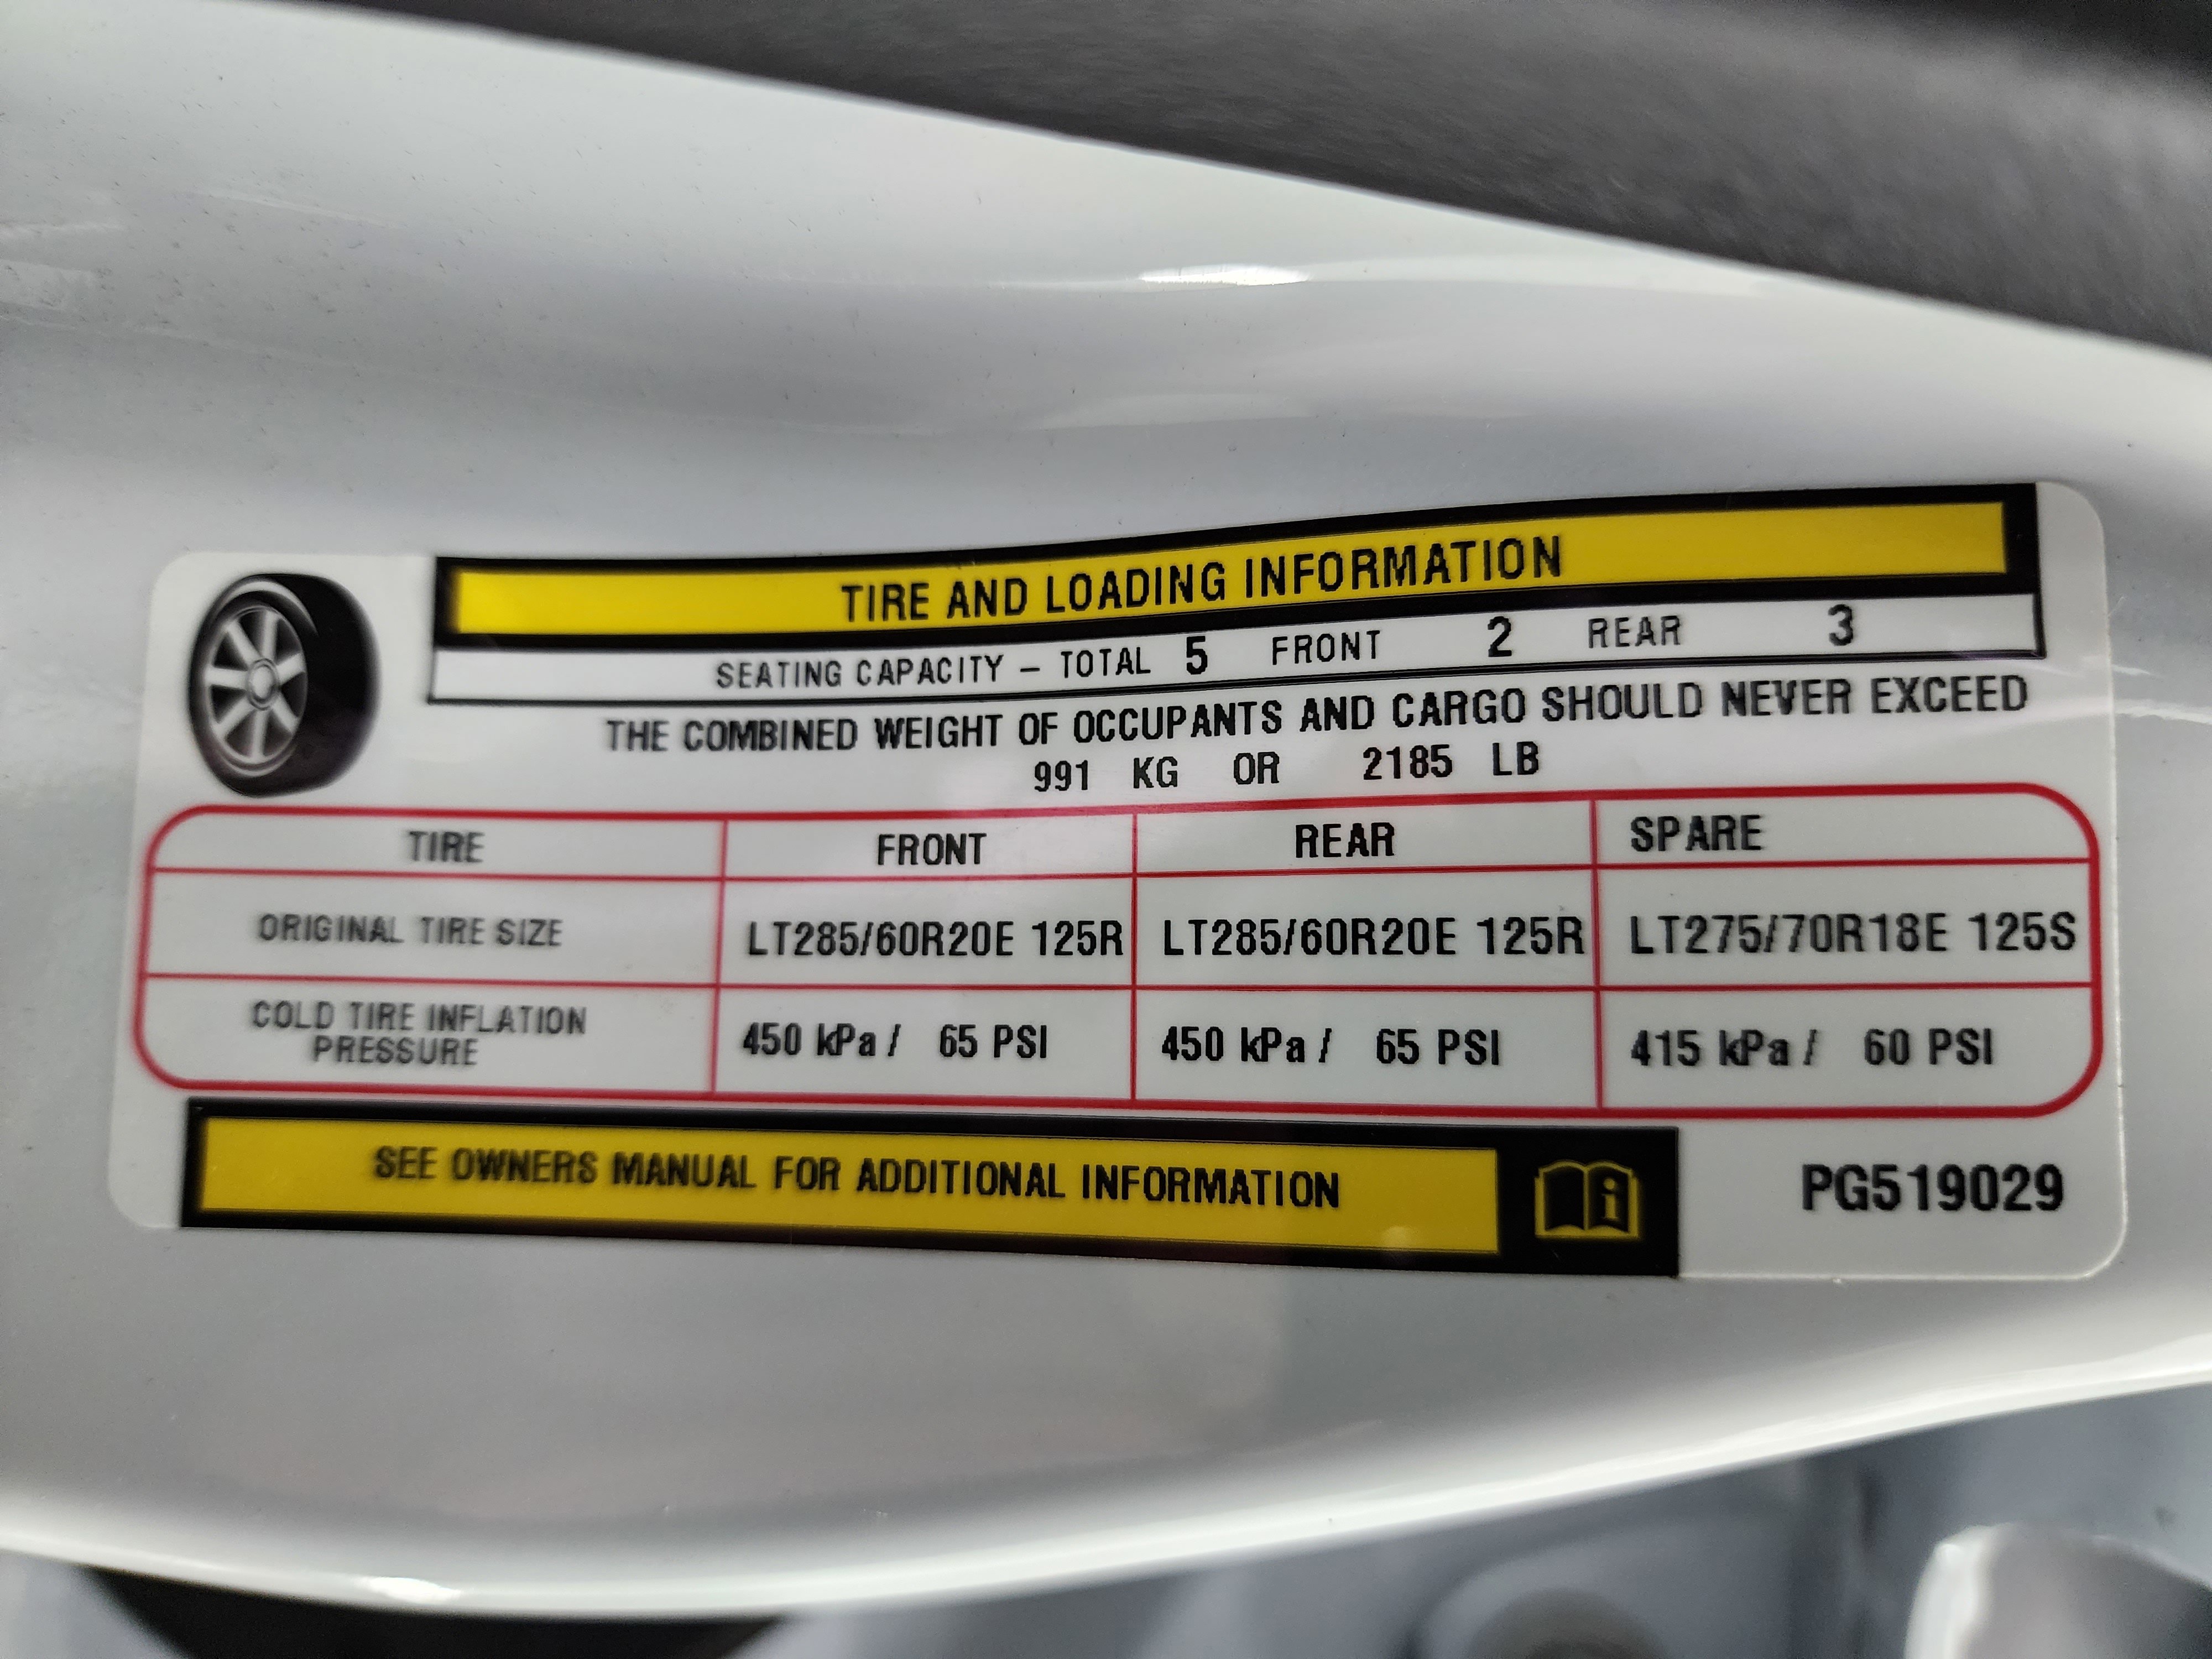 TIRE AND LOADING INFORMATION
SEATING CAPACITY – TOTAL 5 FRONT 2 REAR 3
THE COMBINED WEIGHT OF OCCUPANTS AND CARGO SHOULD NEVER EXCEED
991 KG OR 2185 LB
TIRE FRONT REAR SPARE
ORIGINAL TIRE SIZE LT285/60R20E 125R LT285/60R20E 125R LT275/70R18E 125S
COLD TIRE INFLATION
PRESSURE 450 kPa / 65 PSI 450 kPa / 65 PSI 415 kPa / 60 PSI
SEE OWNERS MANUAL FOR ADDITIONAL INFORMATION
PG519029